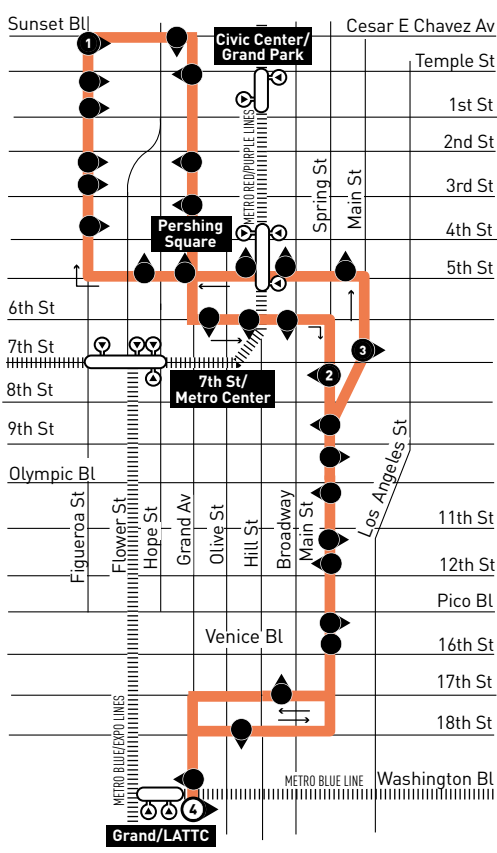 Sunset Bl
Cesar E Chavez Av
1
Civic Center/
Grand Park
Temple St
1st St
2nd St
METRO RED/PURPLE LINES
3rd St
Spring St
Main St
4th St
Pershing
Square
5th St
6th St
7th St
3
7th St/
Metro Center
2
8th St
9th St
Olympic Bl
Figueroa St
Flower St
Hope St
Grand Av
Olive St
Hill St
Broadway
Main St
Los Angeles St
11th St
12th St
Pico Bl
Venice Bl
16th St
17th St
18th St
METRO BLUE/EXPO LINES
METRO BLUE LINE
Washington Bl
4
Grand/LATTC